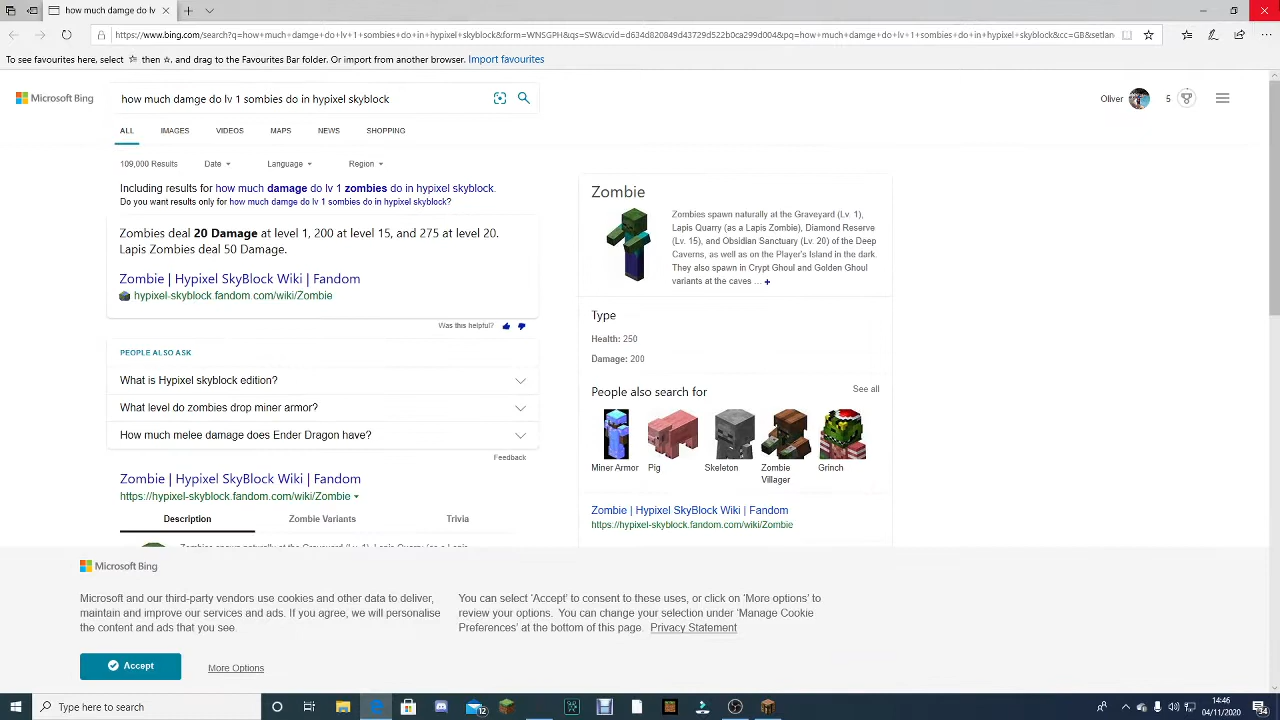 how much damge do lv
https://www.bing.com/search?q=how+much+damge+do+lv+1+sombies+do+in+hypixel+skyblock&form=WNSGPH&qs=SW&cvid=d634d820849d43729d522b0ca299d004&pq=how+much+damge+do+lv+1+sombies+do+in+hypixel+skyblock&cc=GB&setlang
To see favourites here, select ☆ then ☆, and drag to the Favourites Bar folder. Or import from another browser. Import favourites
Microsoft Bing
how much damge do lv 1 sombies do in hypixel skyblock
Oliver
5
ALL IMAGES VIDEOS MAPS NEWS SHOPPING
109,000 Results Date Language Region
Including results for how much damage do lv 1 zombies do in hypixel skyblock.
Do you want results only for how much damge do lv 1 sombies do in hypixel skyblock?
Zombies deal 20 Damage at level 1, 200 at level 15, and 275 at level 20.
Lapis Zombies deal 50 Damage.
Zombie | Hypixel SkyBlock Wiki | Fandom
hypixel-skyblock.fandom.com/wiki/Zombie
Was this helpful?
PEOPLE ALSO ASK
What is Hypixel skyblock edition?
What level do zombies drop miner armor?
How much melee damage does Ender Dragon have?
Feedback
Zombie | Hypixel SkyBlock Wiki | Fandom
https://hypixel-skyblock.fandom.com/wiki/Zombie
Description Zombie Variants Trivia
Zombies spawn naturally at the Graveyard (Lv. 1), Lapis Quarry (as a Lapis
Zombie
Zombies spawn naturally at the Graveyard (Lv. 1),
Lapis Quarry (as a Lapis Zombie), Diamond Reserve
(Lv. 15), and Obsidian Sanctuary (Lv. 20) of the Deep
Caverns, as well as on the Player's Island in the dark.
They also spawn in Crypt Ghoul and Golden Ghoul
variants at the caves ... +
Type
Health: 250
Damage: 200
People also search for
See all
Miner Armor
Pig
Skeleton
Zombie
Villager
Grinch
Zombie | Hypixel SkyBlock Wiki | Fandom
https://hypixel-skyblock.fandom.com/wiki/Zombie
Microsoft Bing
Microsoft and our third-party vendors use cookies and other data to deliver,
maintain and improve our services and ads. If you agree, we will personalise
the content and ads that you see.
You can select 'Accept' to consent to these uses, or click on 'More options' to
review your options. You can change your selection under 'Manage Cookie
Preferences' at the bottom of this page. Privacy Statement
Accept
More Options
Type here to search
12
14:46
04/11/2020